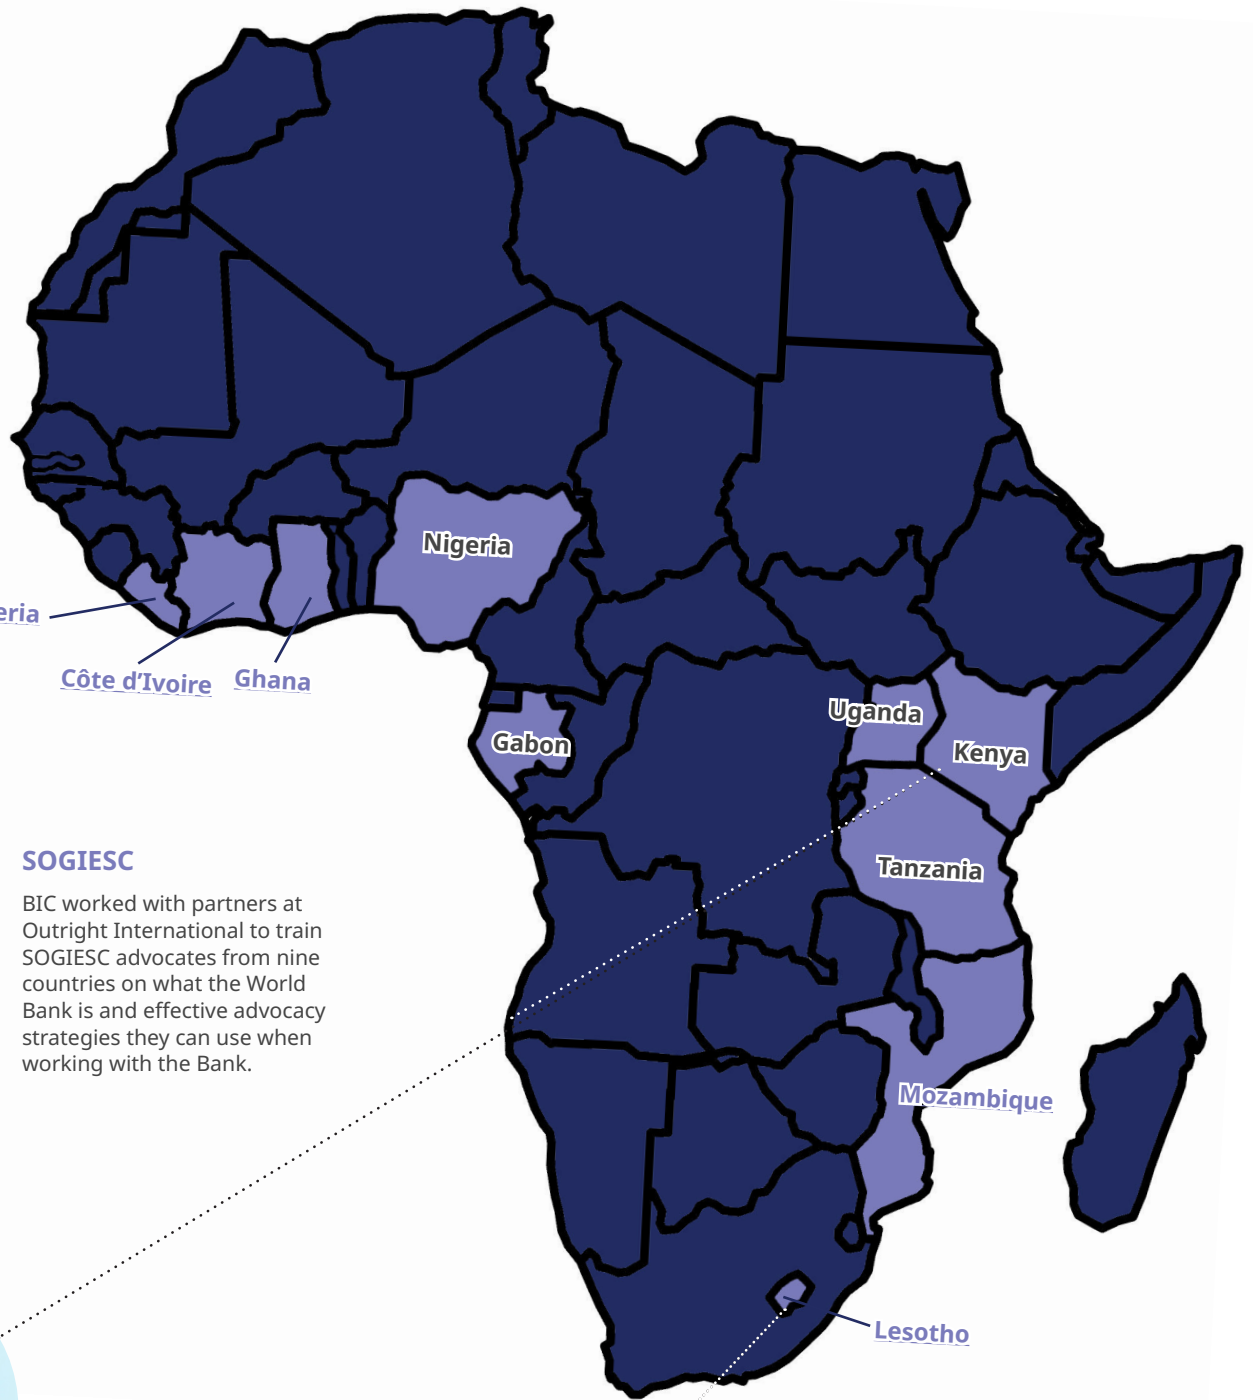 Nigeria
eria
Côte d’Ivoire
Ghana
Uganda
Gabon
Kenya
SOGIESC
Tanzania
BIC worked with partners at
Outright International to train
SOGIESC advocates from nine
countries on what the World
Bank is and effective advocacy
strategies they can use when
working with the Bank.
Mozambique
Lesotho